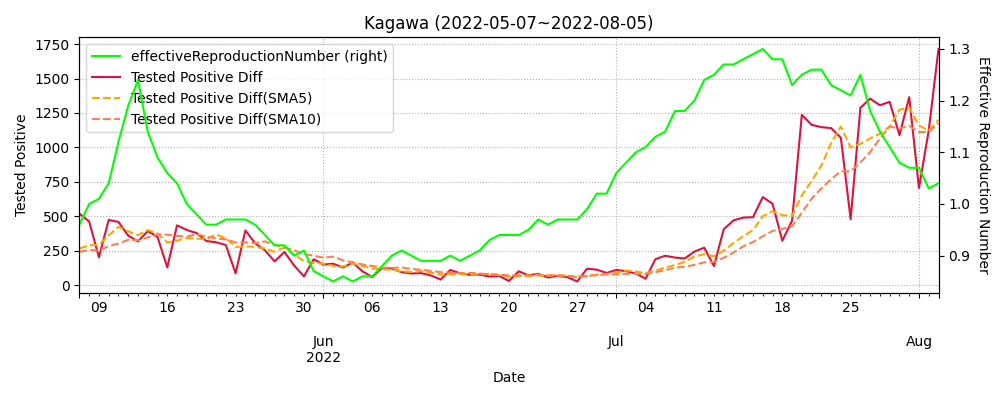 Kagawa (2022-05-07~2022-08-05)
effectiveReproductionNumber (right)
Tested Positive Diff
Tested Positive Diff(SMA5)
Tested Positive Diff(SMA10)
Tested Positive
1750
1500
1250
1000
750
500
250
0
Effective Reproduction Number
1.3
1.2
1.1
1.0
0.9
09 16 23 30 06 13 20 27 04 11 18 25
Jun Jul Aug
2022
Date